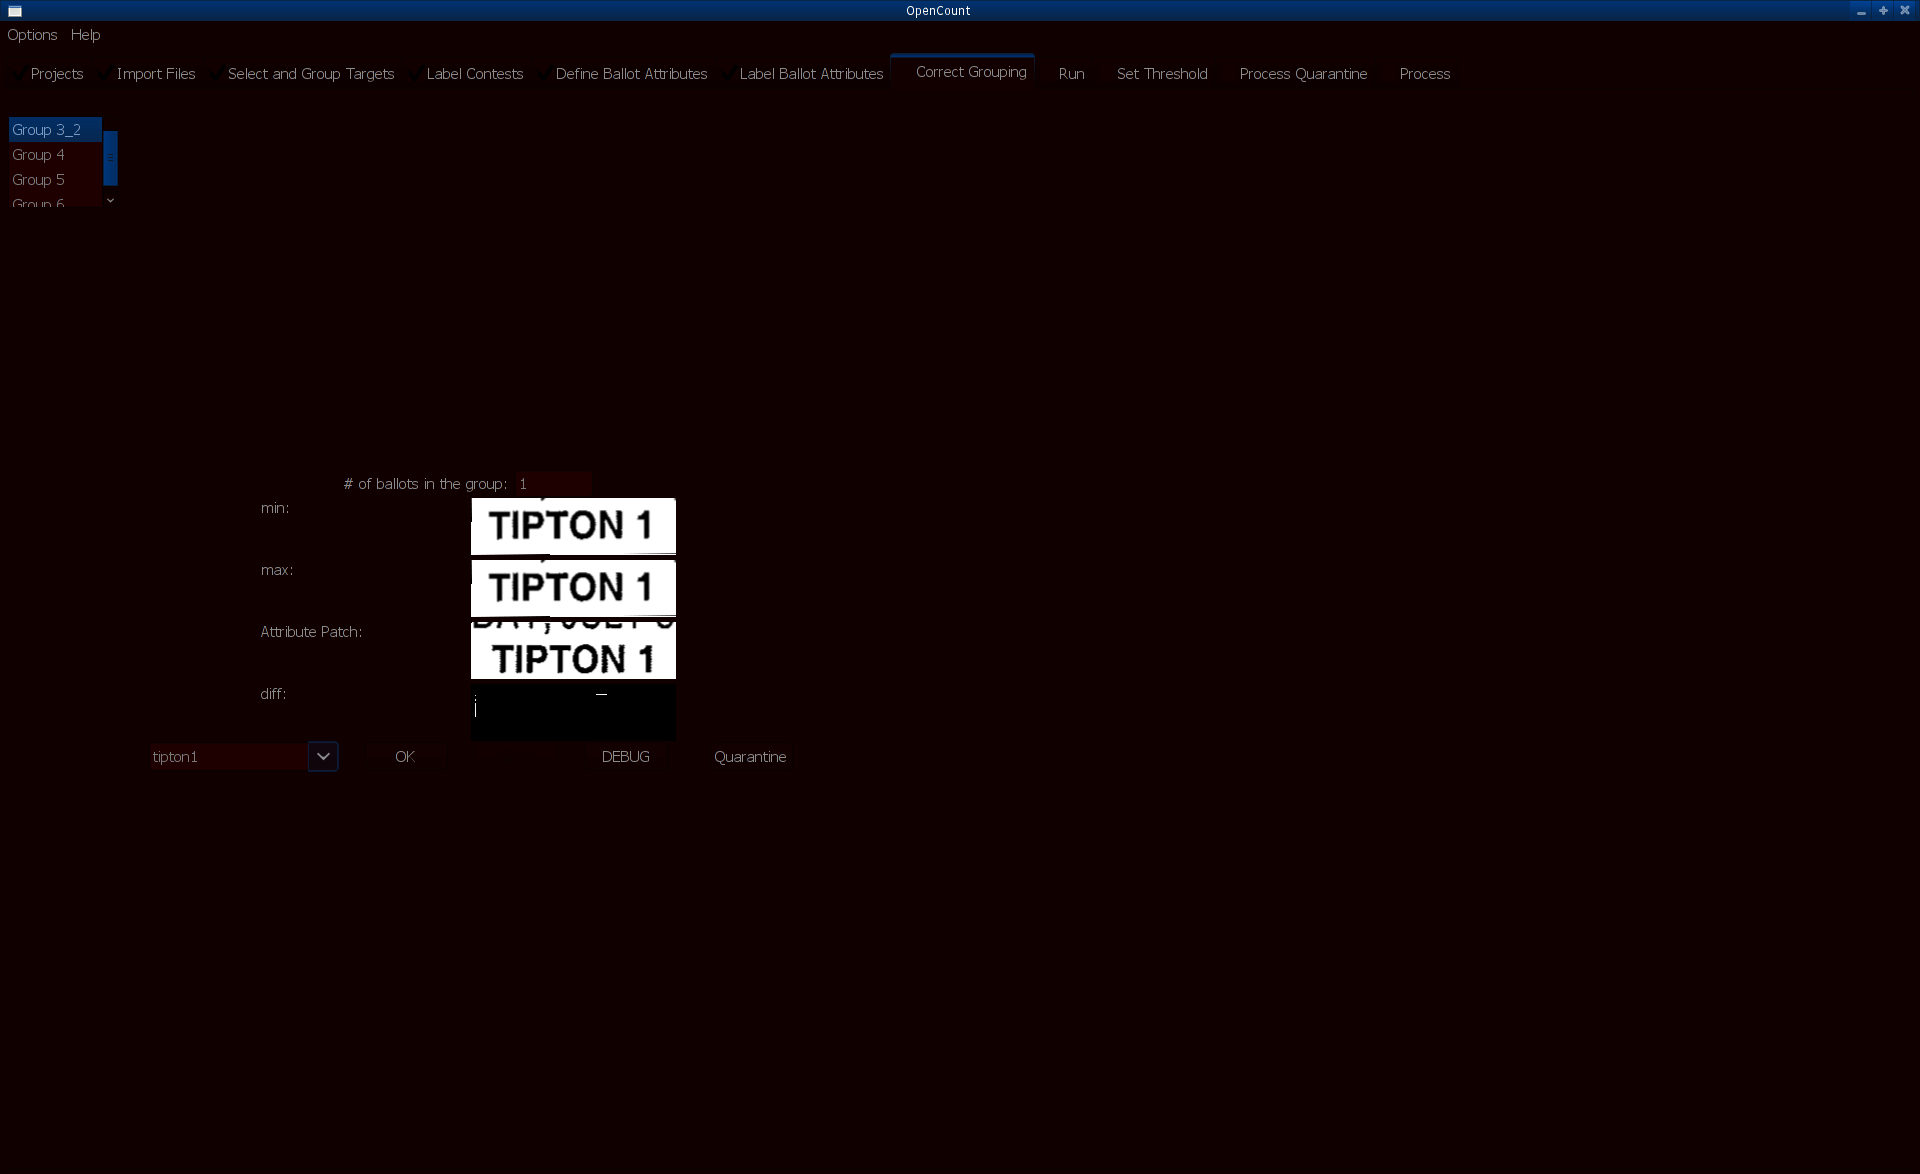 OpenCount
Options Help
Projects Import Files Select and Group Targets Label Contests Define Ballot Attributes Label Ballot Attributes Correct Grouping Run Set Threshold Process Quarantine Process
Group 3_2
Group 4
Group 5
Group 6
# of ballots in the group: 1
min: TIPTON 1
max: TIPTON 1
Attribute Patch:
TIPTON 1
diff:
tipton1 OK DEBUG Quarantine